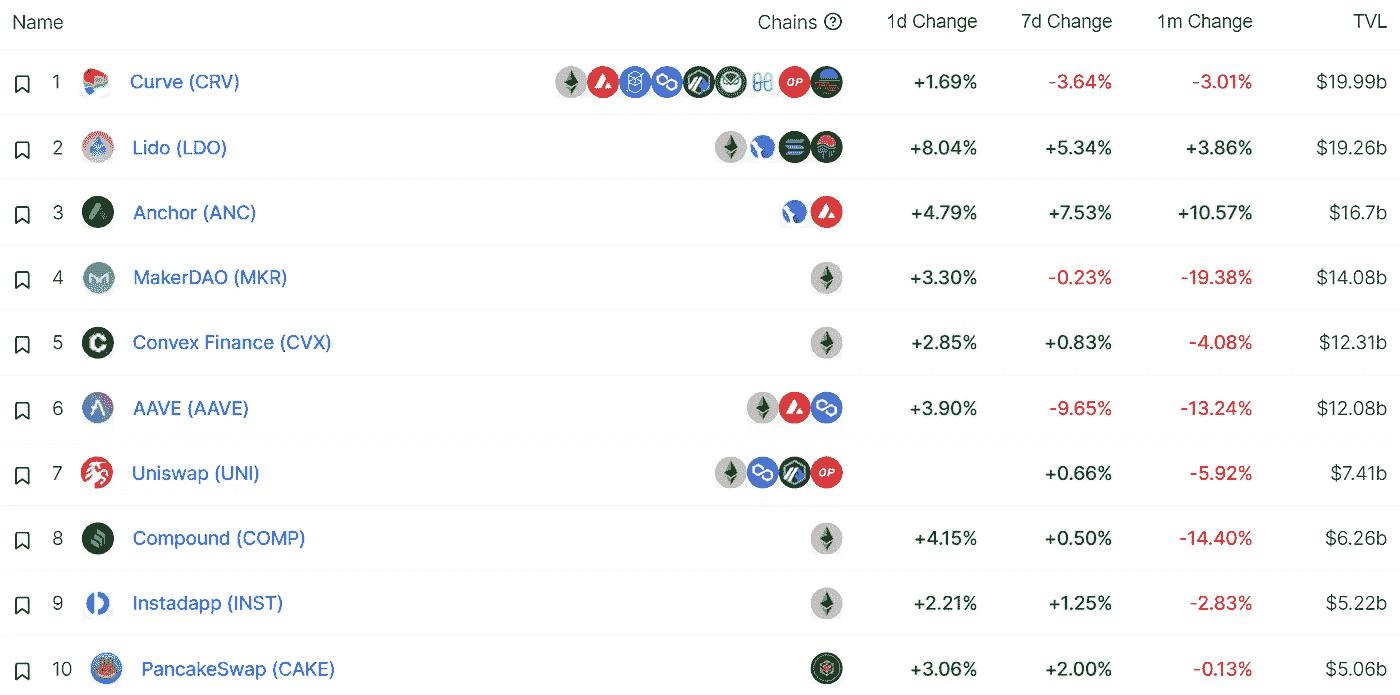 Name Chains ? 1d Change 7d Change 1m Change TVL
1 Curve (CRV) OP +1.69% -3.64% -3.01% $19.99b
2 Lido (LDO) +8.04% +5.34% +3.86% $19.26b
3 Anchor (ANC) +4.79% +7.53% +10.57% $16.7b
4 MakerDAO (MKR) +3.30% -0.23% -19.38% $14.08b
5 Convex Finance (CVX) +2.85% +0.83% -4.08% $12.31b
6 AAVE (AAVE) +3.90% -9.65% -13.24% $12.08b
7 Uniswap (UNI) OP +0.66% -5.92% $7.41b
8 Compound (COMP) +4.15% +0.50% -14.40% $6.26b
9 Instadapp (INST) +2.21% +1.25% -2.83% $5.22b
10 PancakeSwap (CAKE) +3.06% +2.00% -0.13% $5.06b